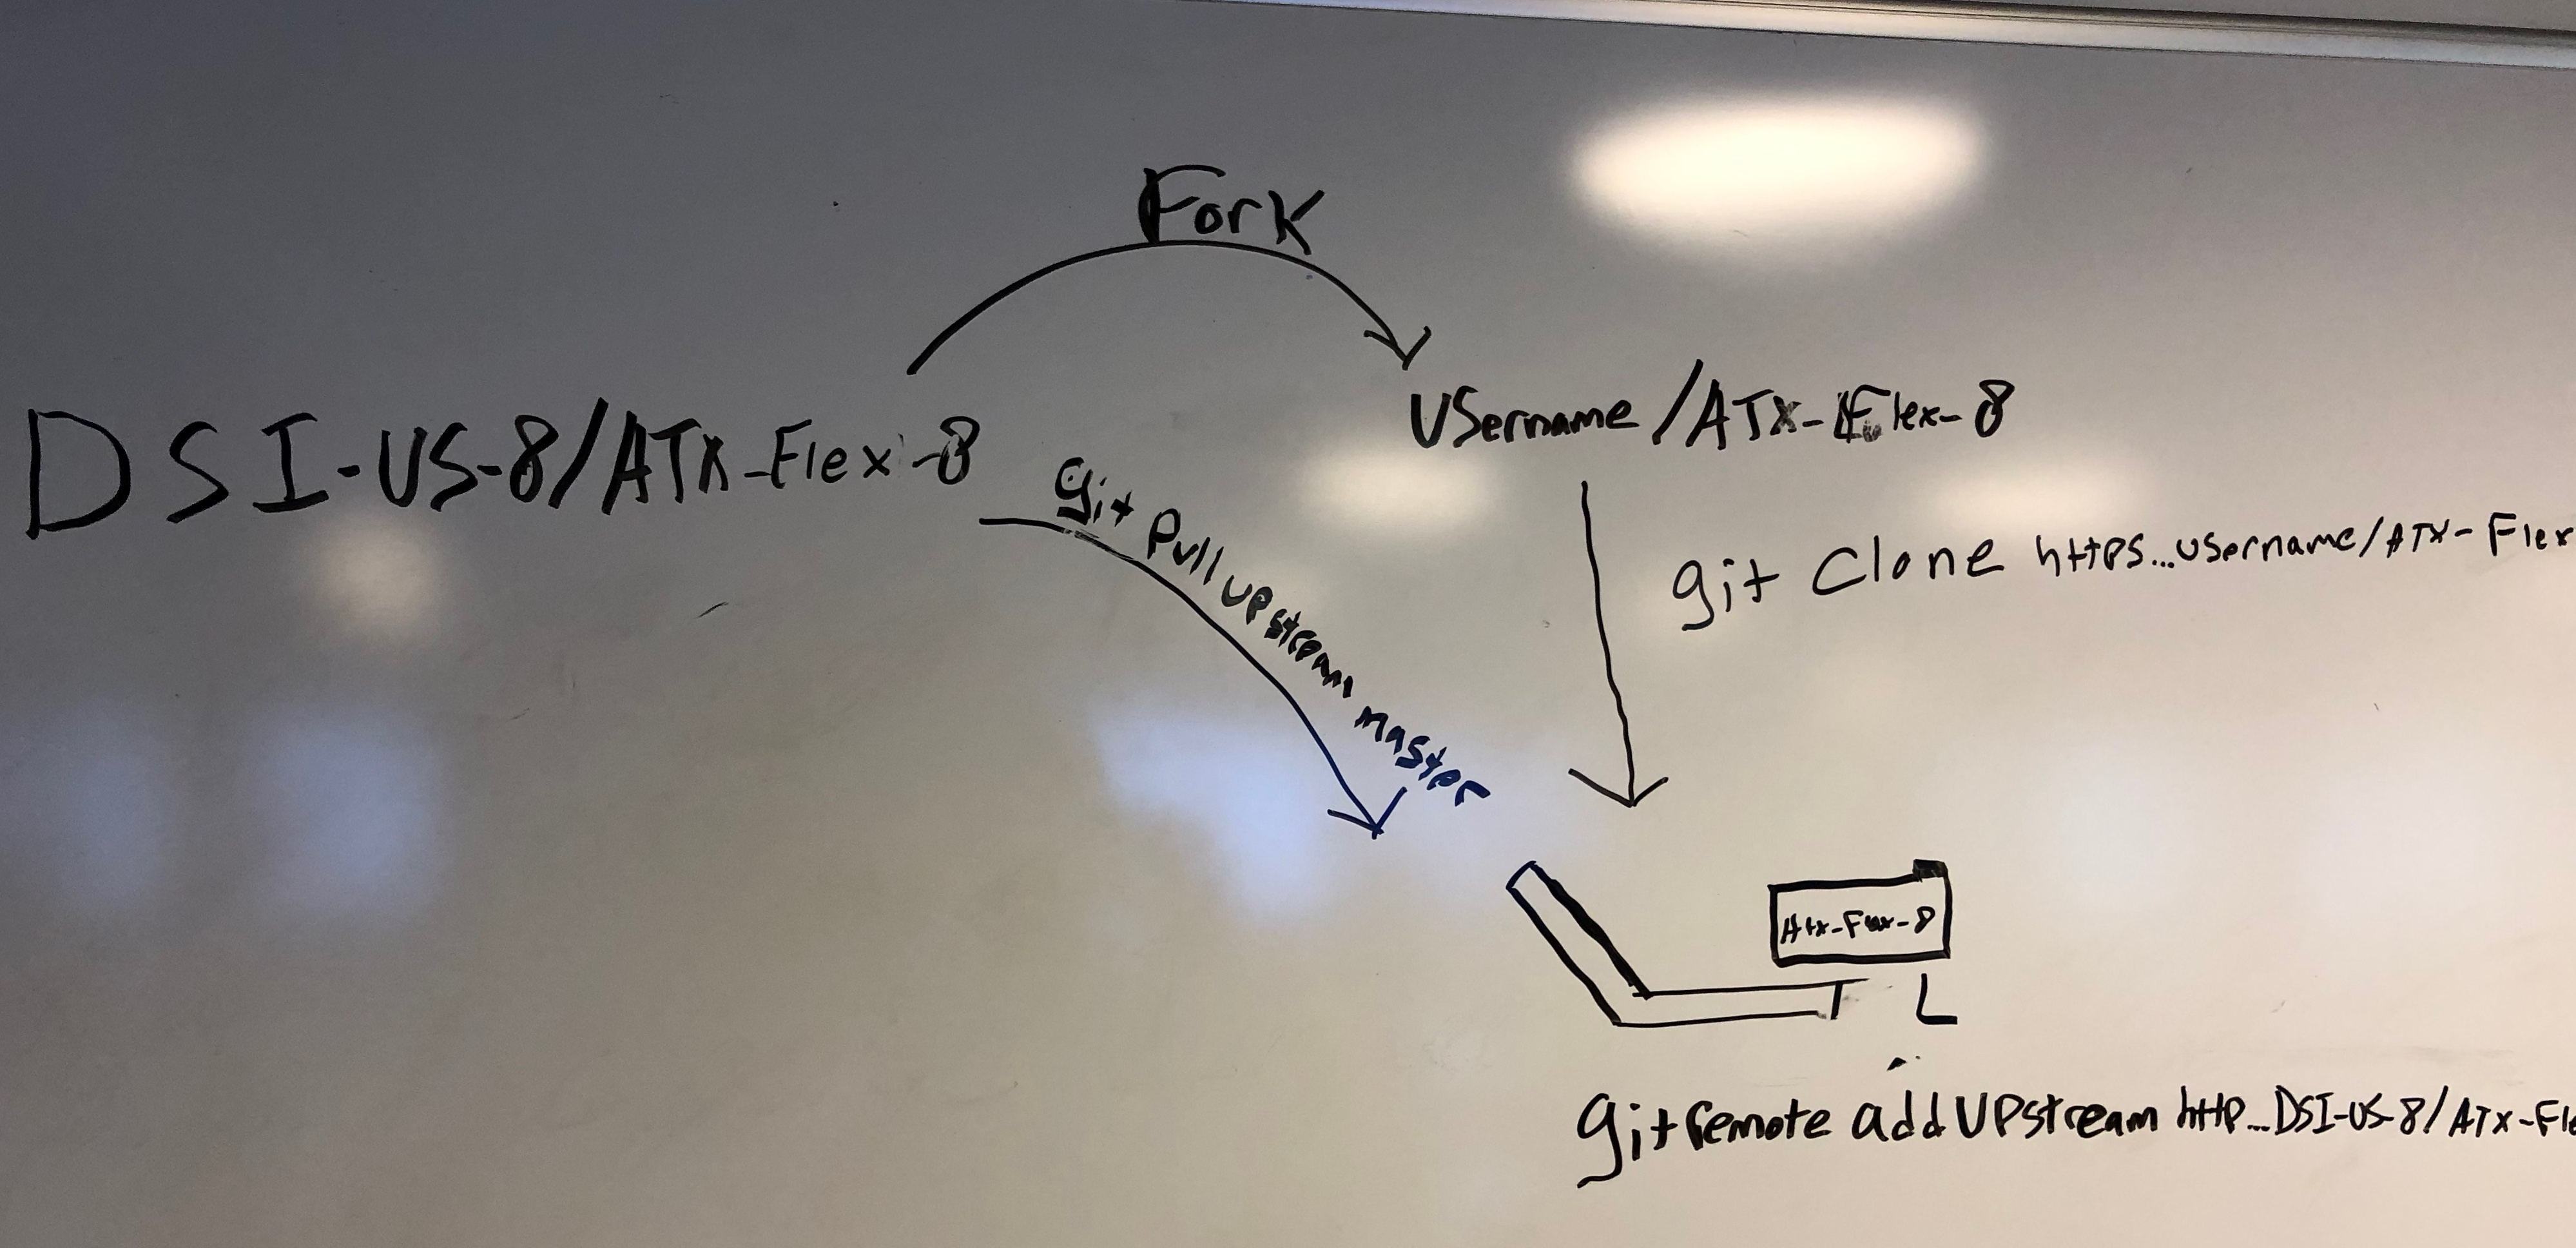 Fork
DSI-US-8/ATX-Flex-8
Username/ATX-Flex-8
git Pull upstream master
git Clone https...username/ATX-Flex
Atx-Flex-8
git remote add UPstream http...DSI-US-8/ATX-Fle